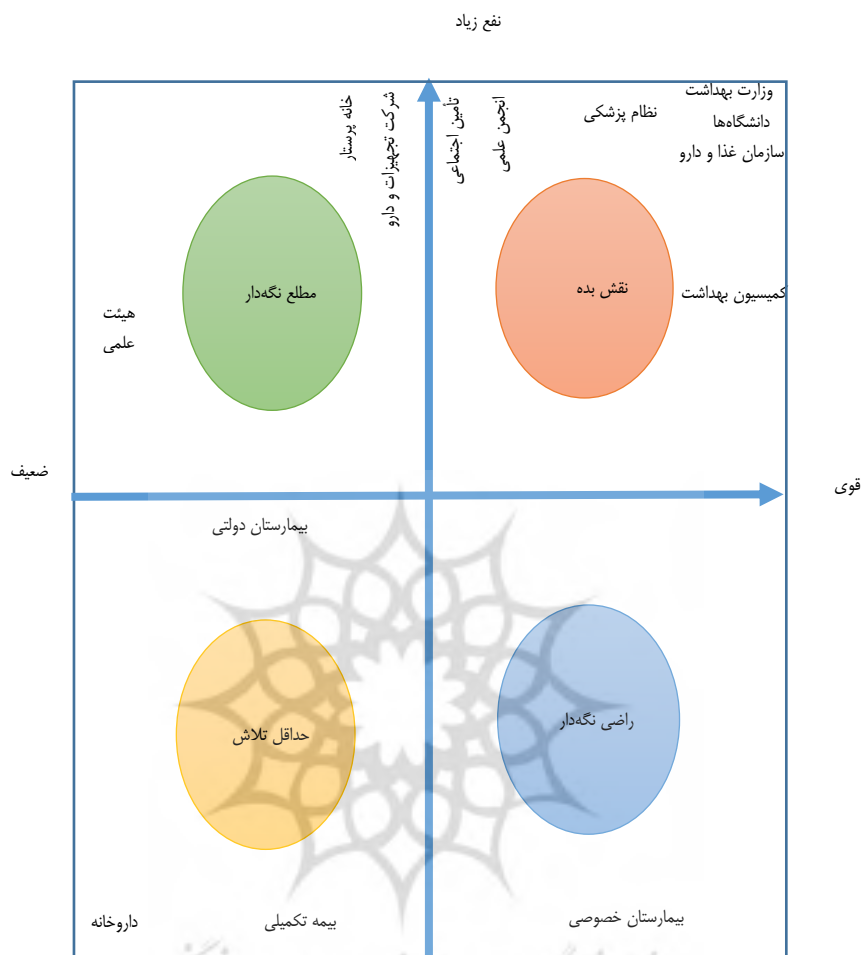 نفع زیاد
وزارت بهداشت
دانشگاه‌ها
سازمان غذا و دارو
نظام پزشکی
انجمن علمی
تأمین اجتماعی
شرکت تجهیزات و دارو
خانه پرستار
کمیسیون بهداشت
نقش بده
مطلع نگه‌دار
هیئت
علمی
قوی
ضعیف
بیمارستان دولتی
راضی نگه‌دار
حداقل تلاش
بیمارستان خصوصی
بیمه تکمیلی
داروخانه